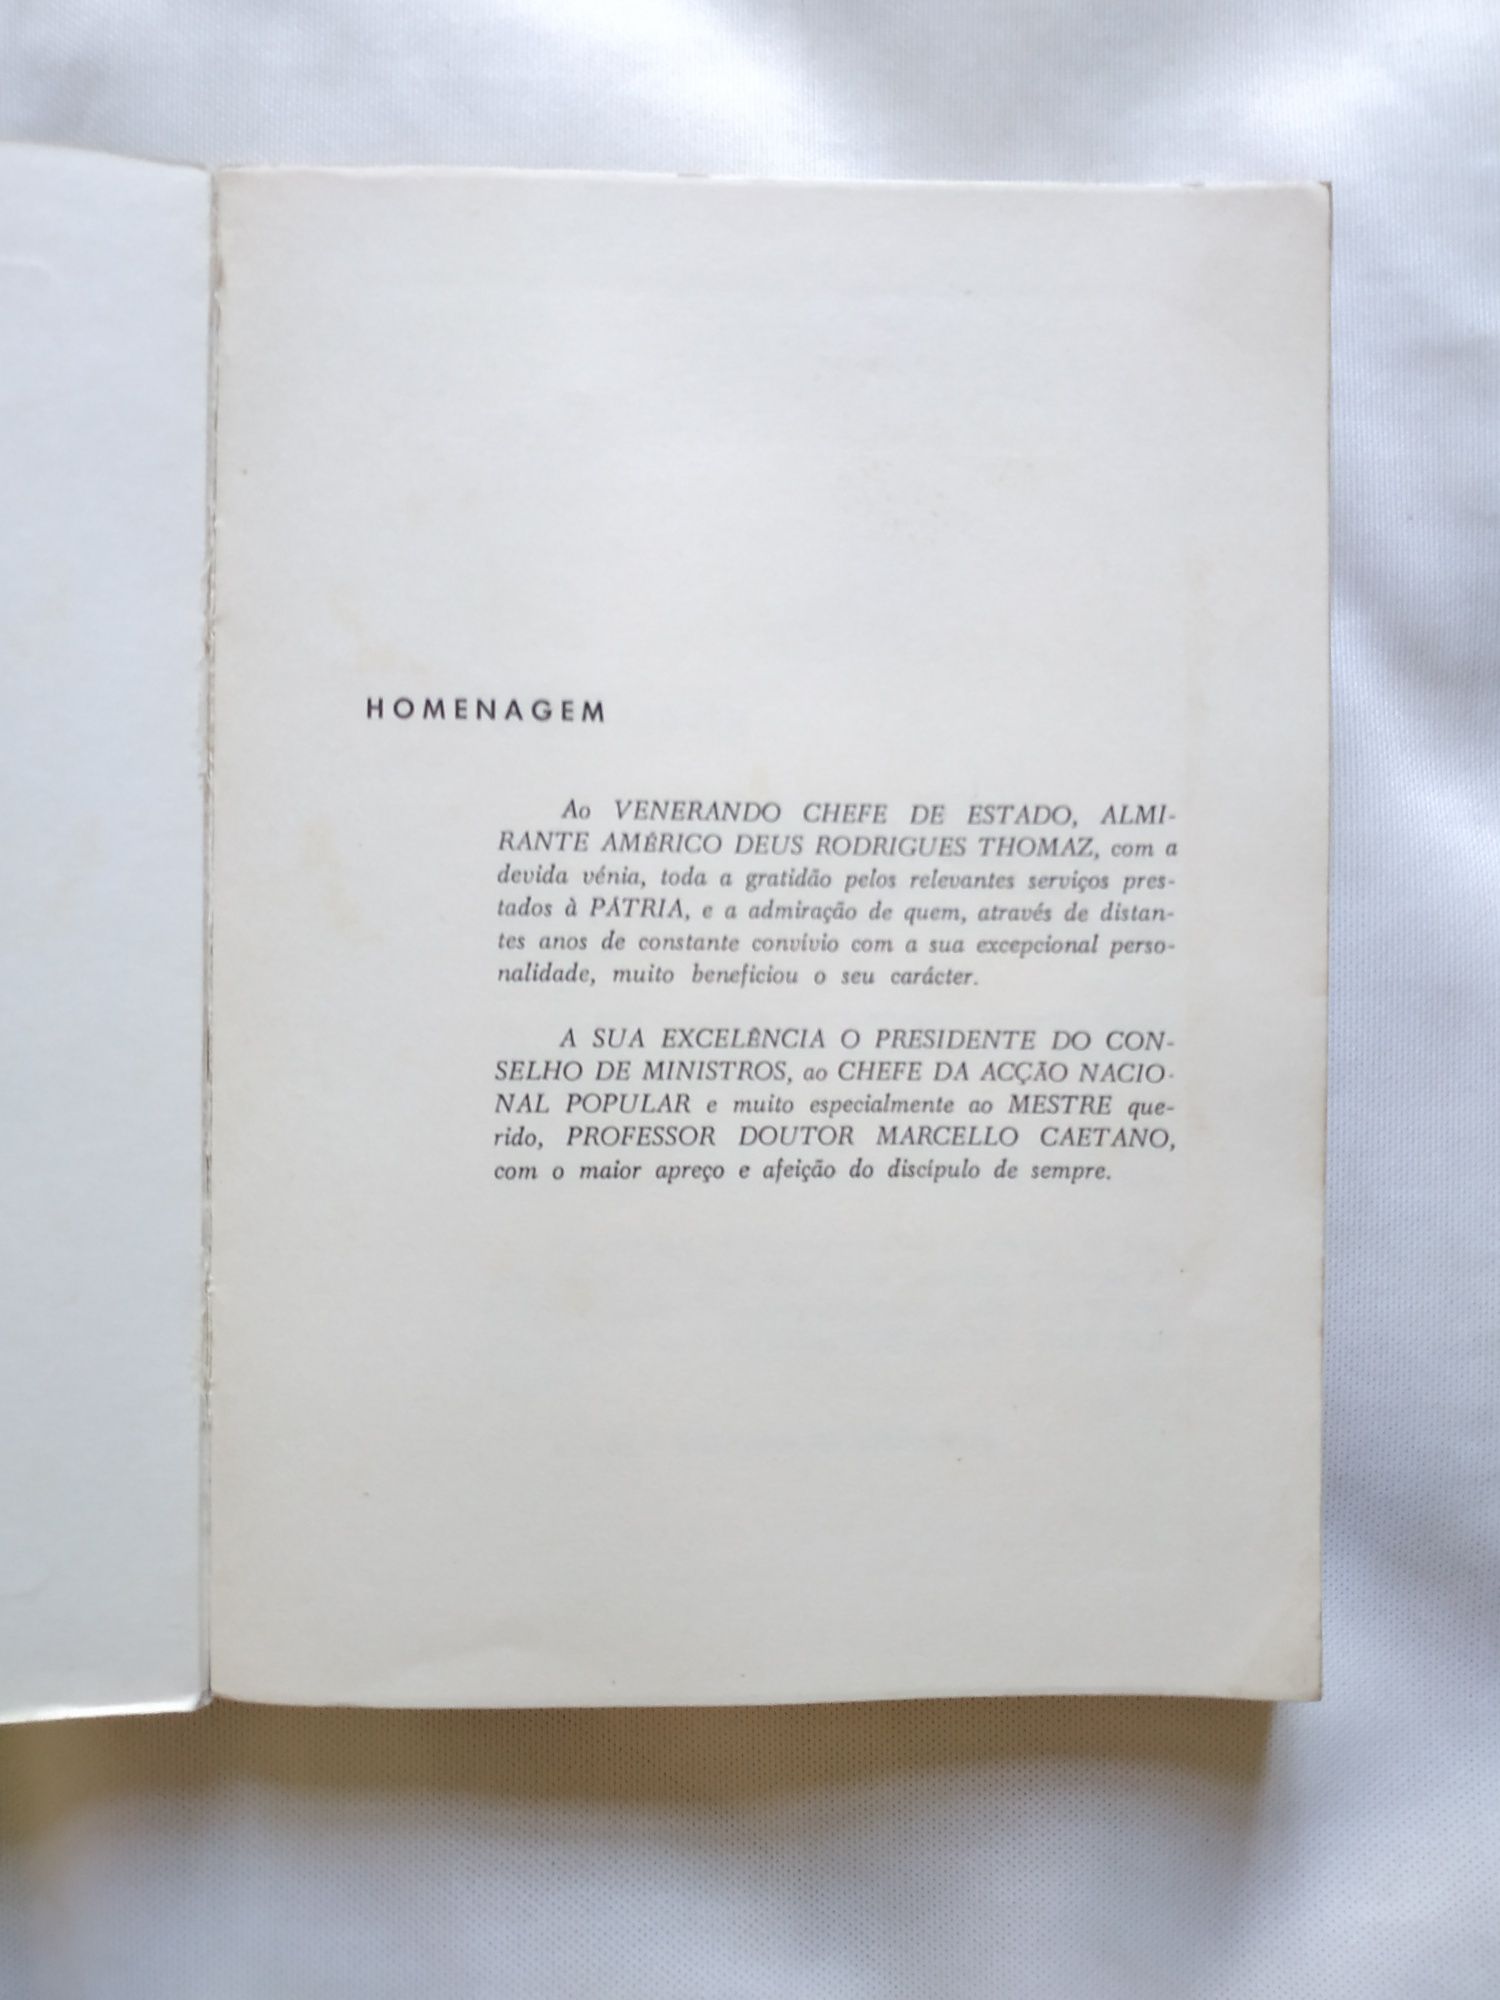 HOMENAGEM
Ao VENERANDO CHEFE DE ESTADO, ALMI-
RANTE AMÉRICO DEUS RODRIGUES THOMAZ, com a
devida vénia, toda a gratidão pelos relevantes serviços pres-
tados à PÁTRIA, e a admiração de quem, através de distan-
tes anos de constante convívio com a sua excepcional perso-
nalidade, muito beneficiou o seu carácter.
A SUA EXCELÊNCIA O PRESIDENTE DO CON-
SELHO DE MINISTROS, ao CHEFE DA ACÇÃO NACIO-
NAL POPULAR e muito especialmente ao MESTRE que-
rido, PROFESSOR DOUTOR MARCELLO CAETANO,
com o maior apreço e afeição do discípulo de sempre.